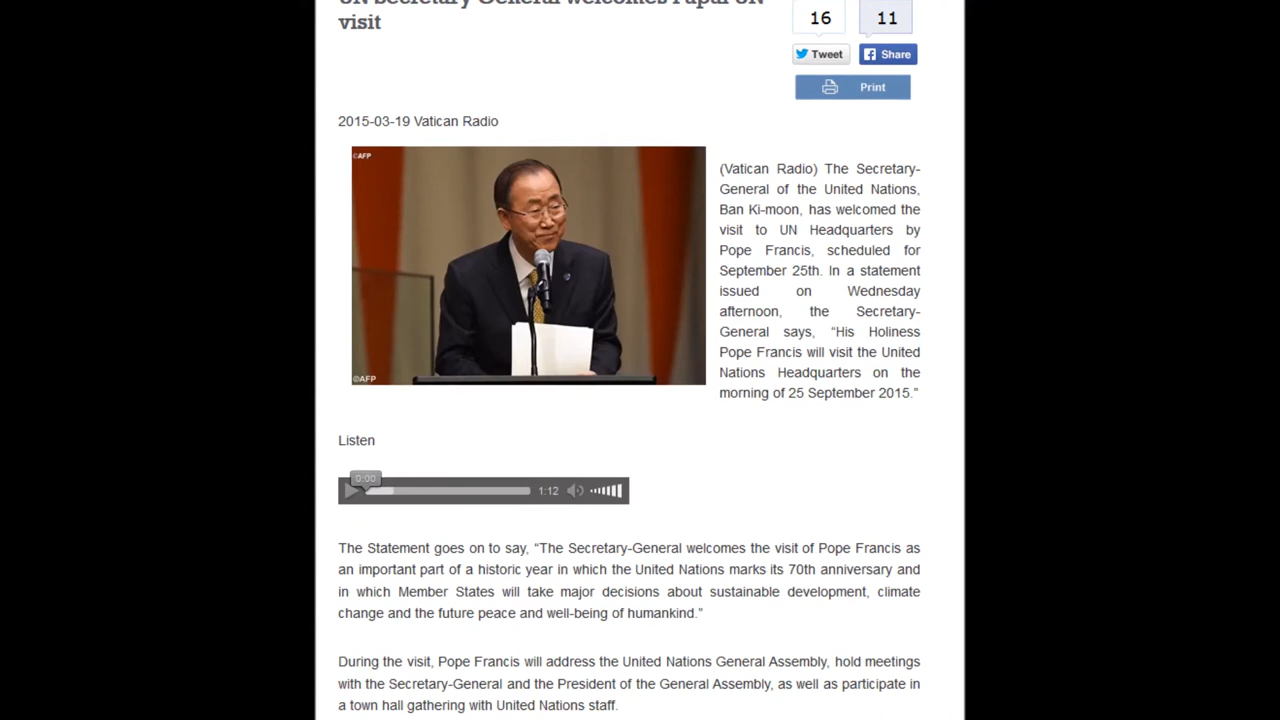 UN Secretary General welcomes Papal UN
visit
16
11
Tweet
Share
Print
2015-03-19 Vatican Radio
©AFP
©AFP
(Vatican Radio) The Secretary-
General of the United Nations,
Ban Ki-moon, has welcomed the
visit to UN Headquarters by
Pope Francis, scheduled for
September 25th. In a statement
issued on Wednesday
afternoon, the Secretary-
General says, “His Holiness
Pope Francis will visit the United
Nations Headquarters on the
morning of 25 September 2015.”
Listen
0:00
1:12
The Statement goes on to say, “The Secretary-General welcomes the visit of Pope Francis as
an important part of a historic year in which the United Nations marks its 70th anniversary and
in which Member States will take major decisions about sustainable development, climate
change and the future peace and well-being of humankind.”
During the visit, Pope Francis will address the United Nations General Assembly, hold meetings
with the Secretary-General and the President of the General Assembly, as well as participate in
a town hall gathering with United Nations staff.